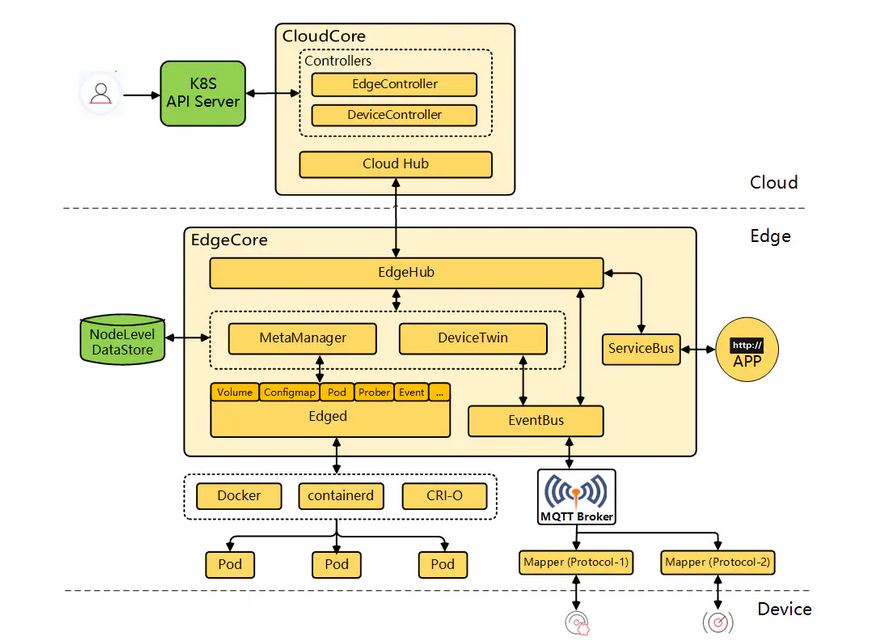 CloudCore
Controllers
EdgeController
DeviceController
Cloud Hub
K8S
API Server
Cloud
Edge
EdgeCore
EdgeHub
MetaManager
DeviceTwin
NodeLevel
DataStore
ServiceBus
http://
APP
Volume
Configmap
Pod
Prober
Event
...
Edged
EventBus
Docker
containerd
CRI-O
MQTT Broker
Pod
Pod
Pod
Mapper (Protocol-1)
Mapper (Protocol-2)
Device